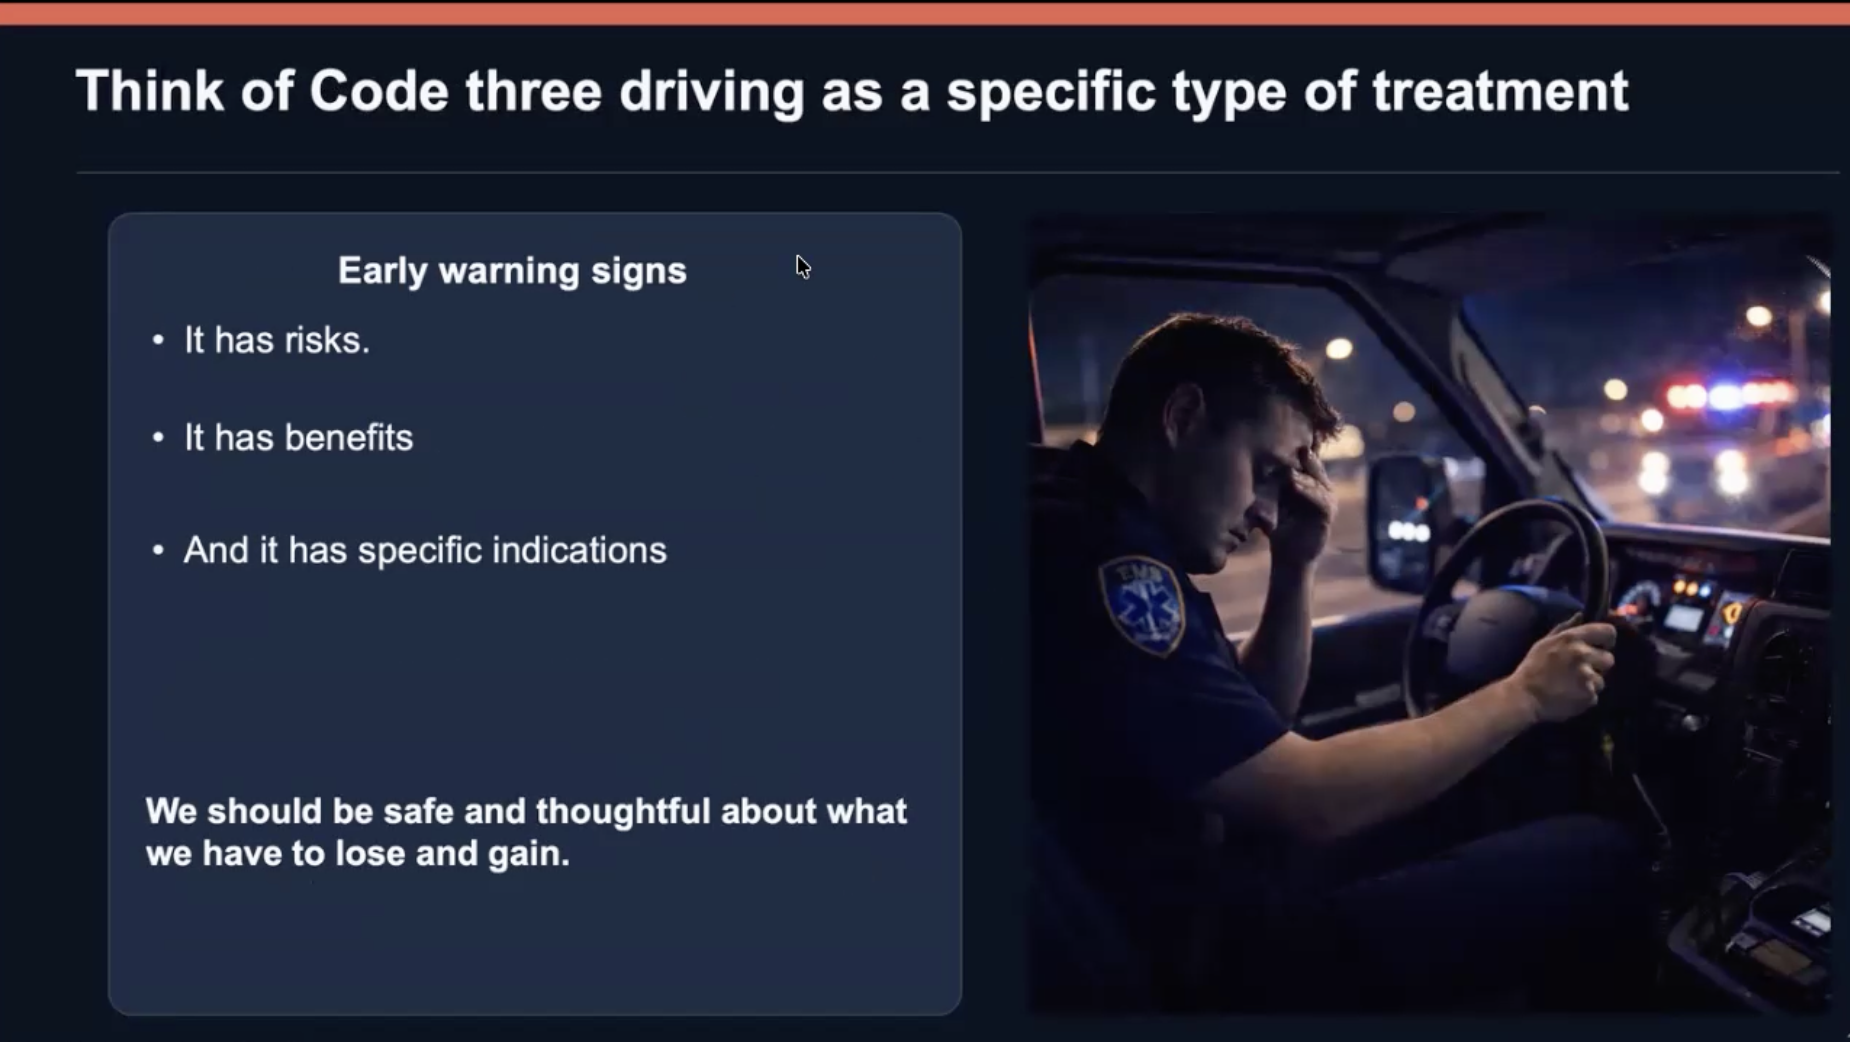 Think of Code three driving as a specific type of treatment
Early warning signs
• It has risks.
• It has benefits
• And it has specific indications
We should be safe and thoughtful about what
we have to lose and gain.
EMS